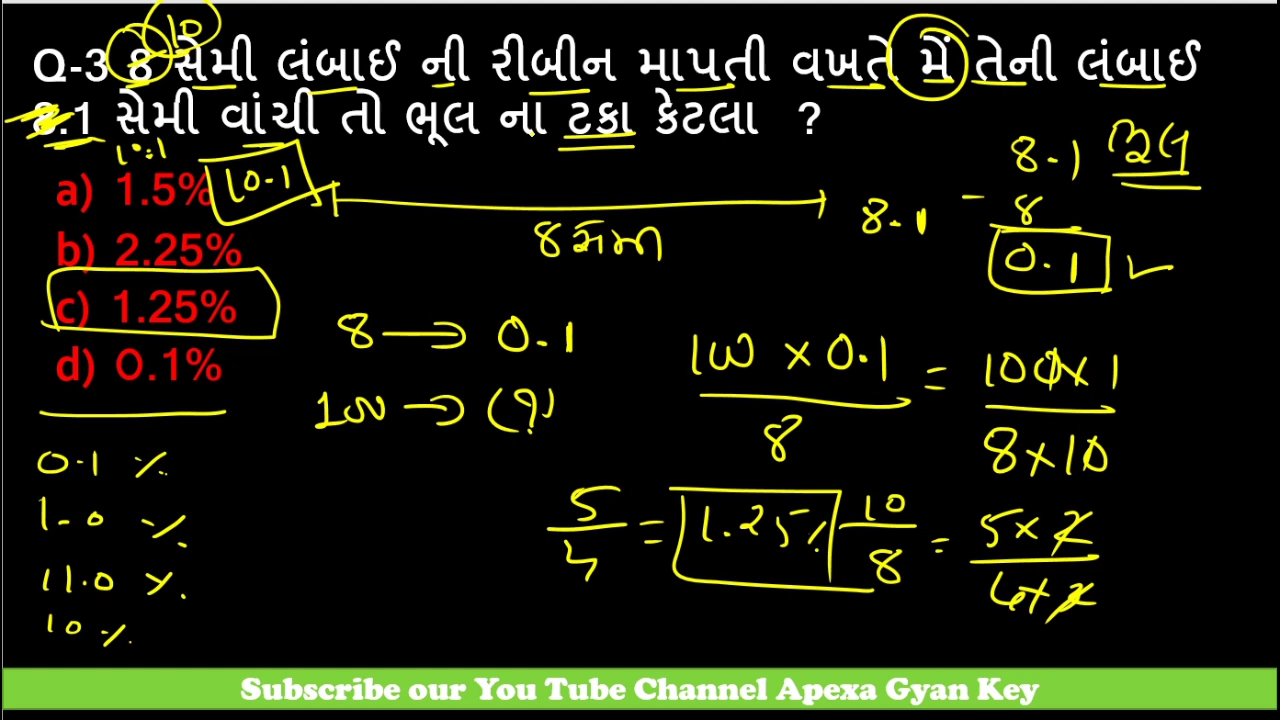 10
Q-3 8 સેમી લંબાઈ ની રીબીન માપતી વખતે મેં તેની લંબાઈ
8.1 સેમી વાંચી તો ભૂલ ના ટકા કેટલા ?
10.1
a) 1.5%
10.1
8 સેમી
8.1
8.1 ભૂલ
- 8
0.1
b) 2.25%
c) 1.25%
d) 0.1%
8 → 0.1
100 → (?)
100 × 0.1 / 8 = 100 × 1 / 8 × 10
5/4 = 1.25% 10/8 = 5 × 2 / 4 × 2
0.1 %
1.0 %
11.0 %
10 %
Subscribe our You Tube Channel Apexa Gyan Key